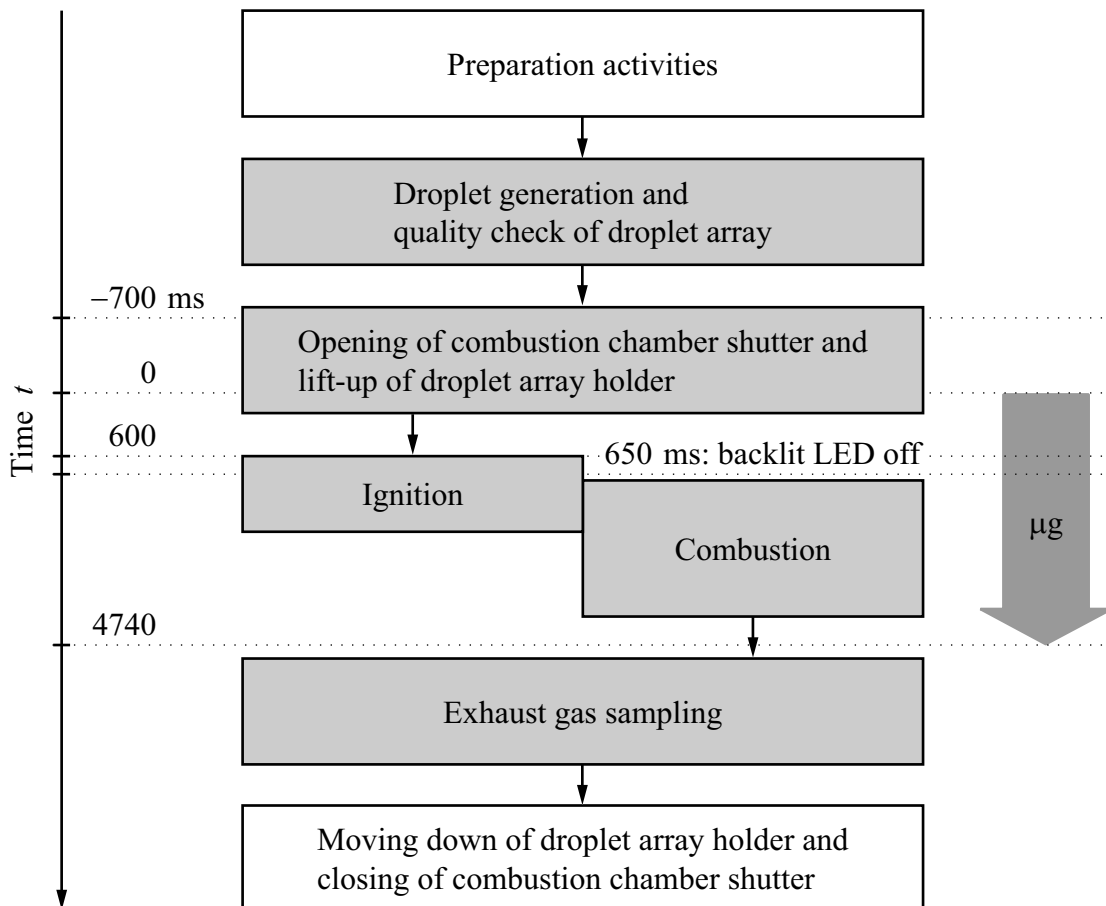 Preparation activities
Droplet generation and
quality check of droplet array
–700 ms
Opening of combustion chamber shutter and
lift-up of droplet array holder
0
600
650 ms: backlit LED off
Time t
Ignition
Combustion
μg
4740
Exhaust gas sampling
Moving down of droplet array holder and
closing of combustion chamber shutter